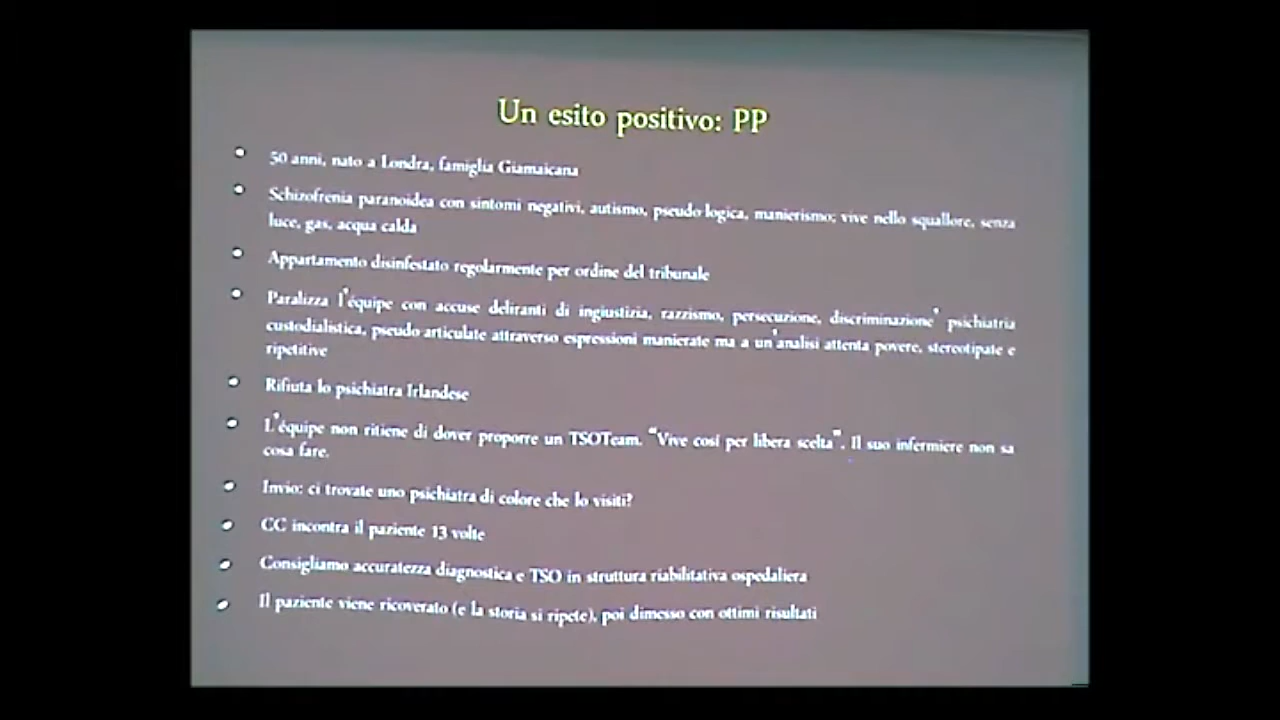 Un esito positivo: PP
50 anni, nato a Londra, famiglia Giamaicana
Schizofrenia paranoidea con sintomi negativi, autismo, pseudo logica, manierismo; vive nello squallore, senza
luce, gas, acqua calda
Appartamento disinfestato regolarmente per ordine del tribunale
Paralizza l'équipe con accuse deliranti di ingiustizia, razzismo, persecuzione, discriminazione' psichiatria
custodialistica, pseudo articulate attraverso espressioni manierate ma a un'analisi attenta povere, stereotipate e
ripetitive
Rifiuta lo psichiatra Irlandese
L'équipe non ritiene di dover proporre un TSOTeam. "Vive così per libera scelta". Il suo infermiere non sa
cosa fare.
Invio: ci trovate uno psichiatra di colore che lo visiti?
CC incontra il paziente 13 volte
Consigliamo accuratezza diagnostica e TSO in struttura riabilitativa ospedaliera
Il paziente viene ricoverato (e la storia si ripete), poi dimesso con ottimi risultati